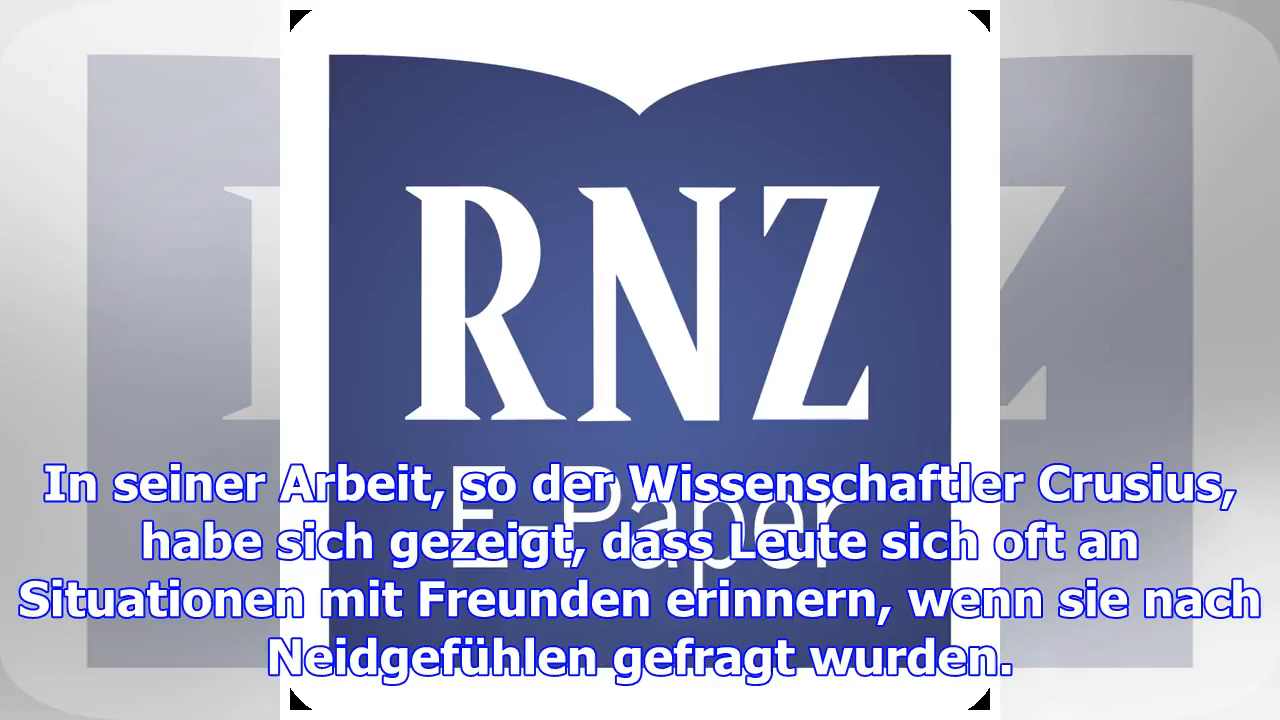 RNZ
E-Paper
In seiner Arbeit, so der Wissenschaftler Crusius,
habe sich gezeigt, dass Leute sich oft an
Situationen mit Freunden erinnern, wenn sie nach
Neidgefühlen gefragt wurden.